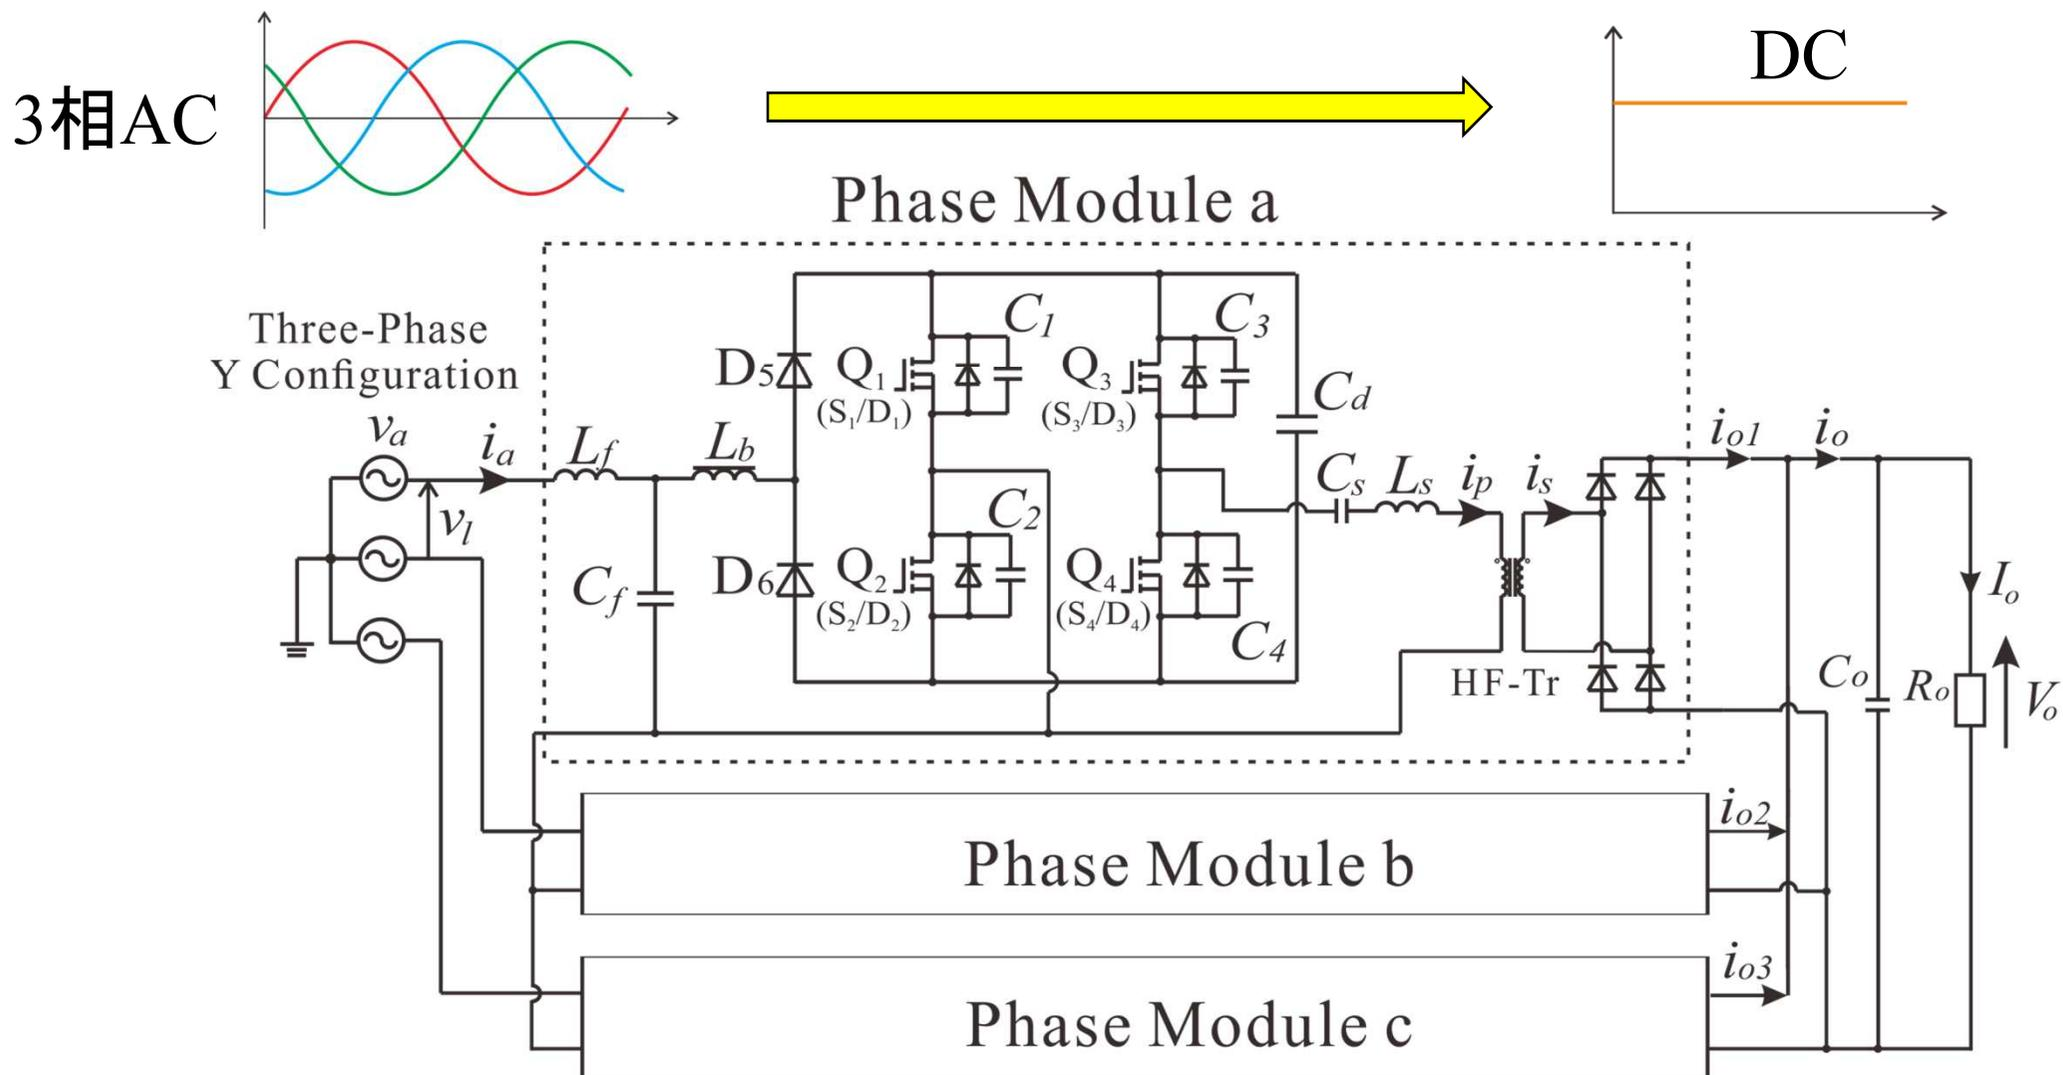 3相AC
DC
Phase Module a
Three-Phase
Y Configuration
va
ia
vl
Lf
Lb
Cf
D5
D6
Q1
(S1/D1)
C1
Q2
(S2/D2)
C2
Q3
(S3/D3)
C3
Q4
(S4/D4)
C4
Cd
Cs
Ls
ip
is
HF-Tr
io1
io
Io
Co
Ro
Vo
Phase Module b
io2
Phase Module c
io3